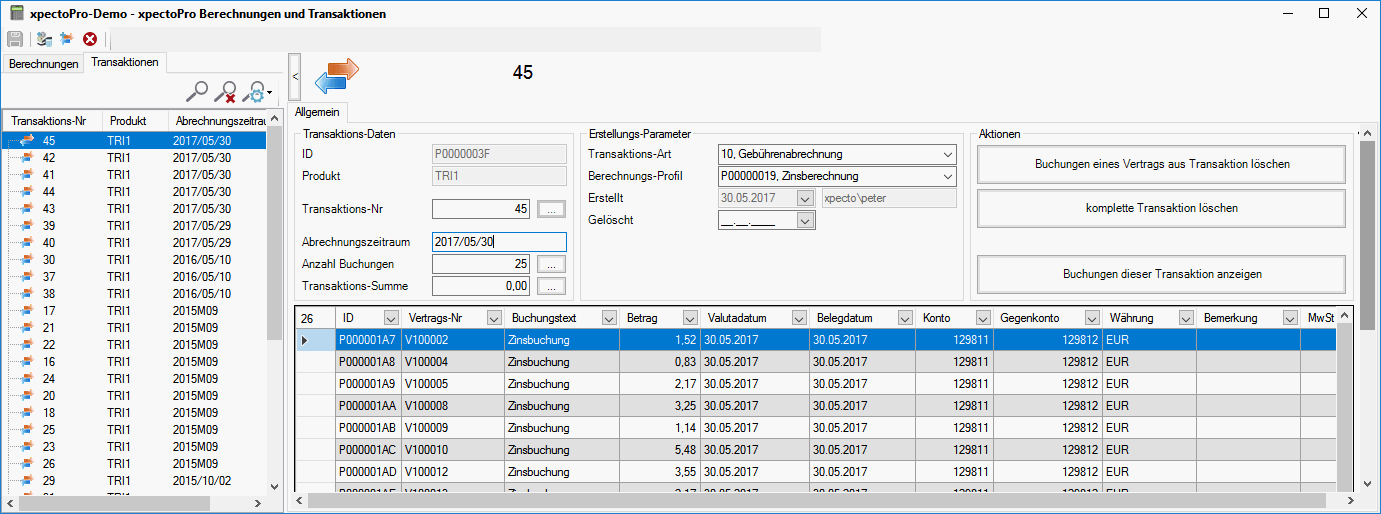 xpectoPro-Demo - xpectoPro Berechnungen und Transaktionen
Berechnungen Transaktionen
Transaktions-Nr Produkt Abrechnungszeitrau
45 TRI1 2017/05/30
42 TRI1 2017/05/30
41 TRI1 2017/05/30
44 TRI1 2017/05/30
43 TRI1 2017/05/30
39 TRI1 2017/05/29
40 TRI1 2017/05/29
30 TRI1 2016/05/10
37 TRI1 2016/05/10
38 TRI1 2016/05/10
17 TRI1 2015M09
21 TRI1 2015M09
22 TRI1 2015M09
16 TRI1 2015M09
24 TRI1 2015M09
20 TRI1 2015M09
18 TRI1 2015M09
25 TRI1 2015M09
23 TRI1 2015M09
26 TRI1 2015M09
29 TRI1 2015/10/02
< 45
Allgemein
Transaktions-Daten
ID P0000003F
Produkt TRI1
Transaktions-Nr 45 ...
Abrechnungszeitraum 2017/05/30
Anzahl Buchungen 25 ...
Transaktions-Summe 0,00 ...
Erstellungs-Parameter
Transaktions-Art 10, Gebührenabrechnung
Berechnungs-Profil P00000019, Zinsberechnung
Erstellt 30.05.2017 xpecto\peter
Gelöscht __.__.____
Aktionen
Buchungen eines Vertrags aus Transaktion löschen
komplette Transaktion löschen
Buchungen dieser Transaktion anzeigen
26 ID Vertrags-Nr Buchungstext Betrag Valutadatum Belegdatum Konto Gegenkonto Währung Bemerkung MwSt
P000001A7 V100002 Zinsbuchung 1,52 30.05.2017 30.05.2017 129811 129812 EUR
P000001A8 V100004 Zinsbuchung 0,83 30.05.2017 30.05.2017 129811 129812 EUR
P000001A9 V100005 Zinsbuchung 2,17 30.05.2017 30.05.2017 129811 129812 EUR
P000001AA V100008 Zinsbuchung 3,25 30.05.2017 30.05.2017 129811 129812 EUR
P000001AB V100009 Zinsbuchung 1,14 30.05.2017 30.05.2017 129811 129812 EUR
P000001AC V100010 Zinsbuchung 5,48 30.05.2017 30.05.2017 129811 129812 EUR
P000001AD V100012 Zinsbuchung 3,55 30.05.2017 30.05.2017 129811 129812 EUR